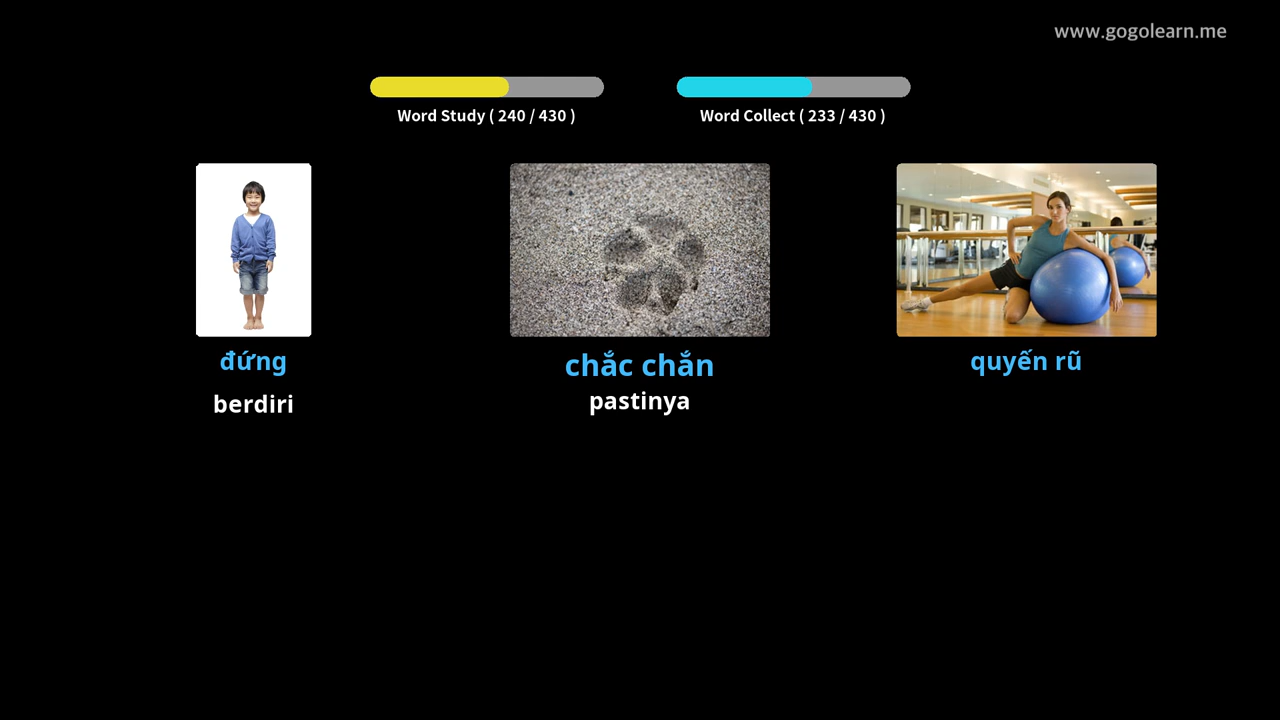 www.gogolearn.me
Word Study ( 240 / 430 )
Word Collect ( 233 / 430 )
đứng
berdiri
chắc chắn
pastinya
quyến rũ